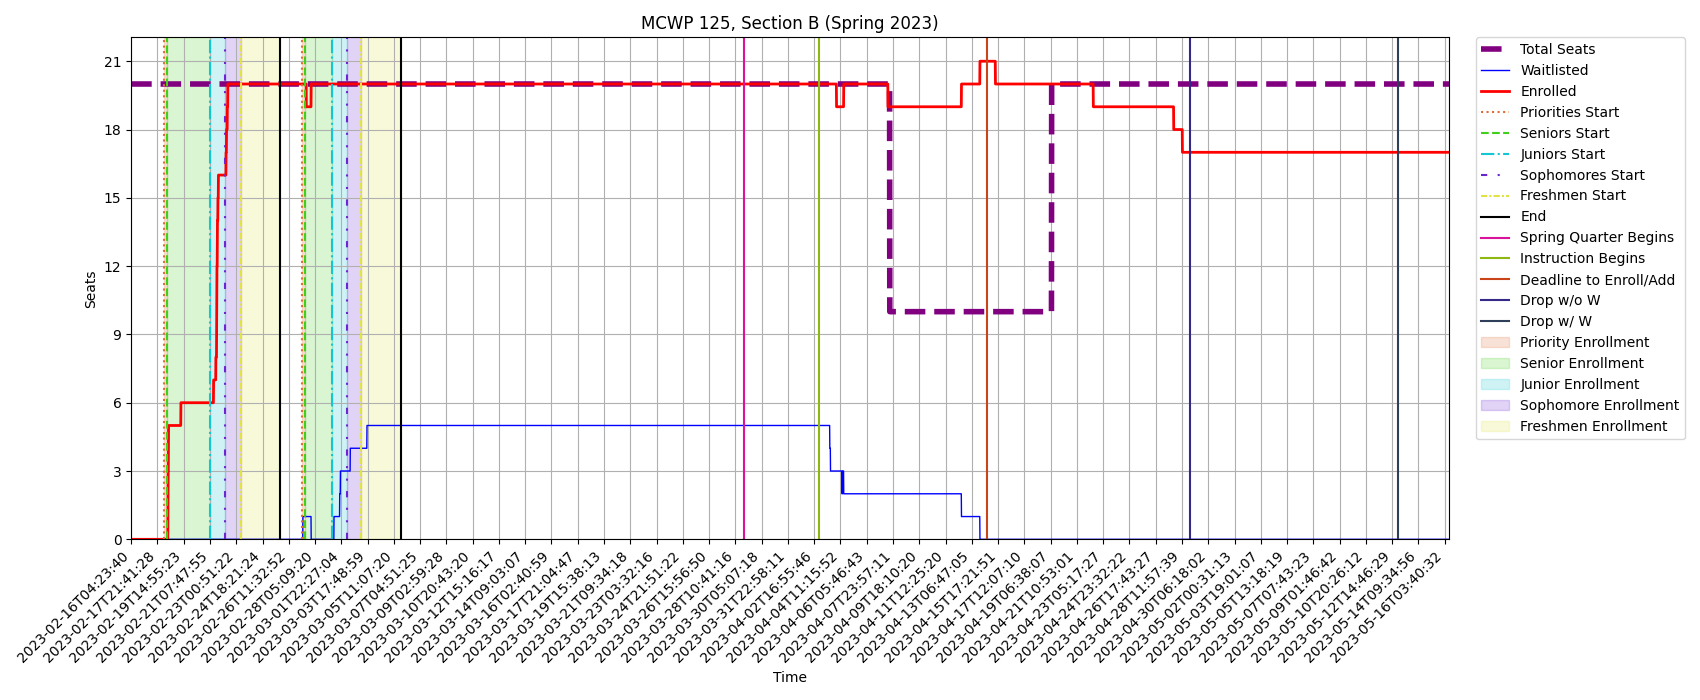 MCWP 125, Section B (Spring 2023)
Seats
21
18
15
12
9
6
3
0
2023-02-16T04:23:40
2023-02-17T21:41:28
2023-02-19T14:55:23
2023-02-21T07:47:55
2023-02-23T00:51:22
2023-02-24T18:21:24
2023-02-26T11:32:52
2023-02-28T05:09:20
2023-03-01T22:27:04
2023-03-03T17:48:59
2023-03-05T11:07:20
2023-03-07T04:51:25
2023-03-09T02:59:28
2023-03-10T20:43:20
2023-03-12T15:16:17
2023-03-14T09:03:07
2023-03-16T02:40:59
2023-03-17T21:04:47
2023-03-19T15:38:13
2023-03-21T09:34:18
2023-03-23T03:32:16
2023-03-24T21:51:22
2023-03-26T15:56:50
2023-03-28T10:41:16
2023-03-30T05:07:18
2023-03-31T22:58:11
2023-04-02T16:55:46
2023-04-04T11:15:52
2023-04-06T05:46:43
2023-04-07T23:57:11
2023-04-09T18:10:20
2023-04-11T12:25:20
2023-04-13T06:47:05
2023-04-15T17:21:51
2023-04-17T12:07:10
2023-04-19T06:38:07
2023-04-21T10:53:01
2023-04-23T05:17:27
2023-04-24T23:32:22
2023-04-26T17:43:27
2023-04-28T11:57:39
2023-04-30T06:18:02
2023-05-02T00:31:13
2023-05-03T19:01:07
2023-05-05T13:18:19
2023-05-07T07:43:23
2023-05-09T01:46:42
2023-05-10T20:26:12
2023-05-12T14:46:29
2023-05-14T09:34:56
2023-05-16T03:40:32
Time
Total Seats
Waitlisted
Enrolled
Priorities Start
Seniors Start
Juniors Start
Sophomores Start
Freshmen Start
End
Spring Quarter Begins
Instruction Begins
Deadline to Enroll/Add
Drop w/o W
Drop w/ W
Priority Enrollment
Senior Enrollment
Junior Enrollment
Sophomore Enrollment
Freshmen Enrollment